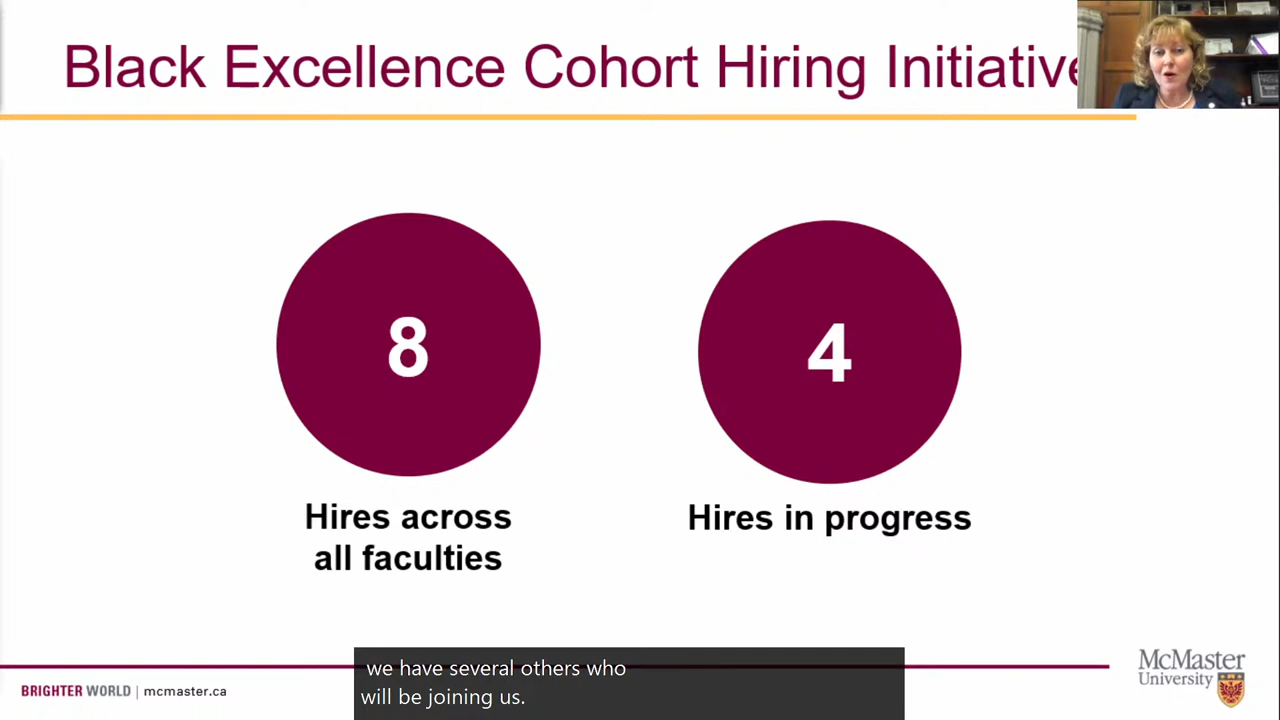 Black Excellence Cohort Hiring Initiative
8
Hires across
all faculties
4
Hires in progress
we have several others who
will be joining us.
BRIGHTER WORLD | mcmaster.ca
McMaster
University